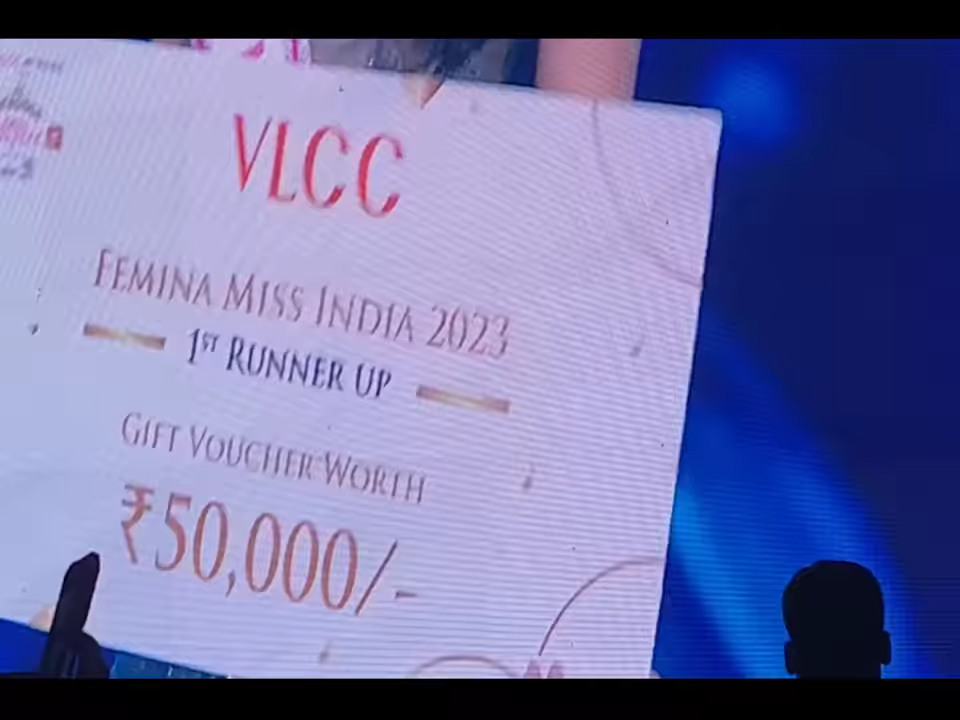 VLCC
FEMINA MISS INDIA 2023
1ST RUNNER UP
GIFT VOUCHER WORTH
₹50,000/-